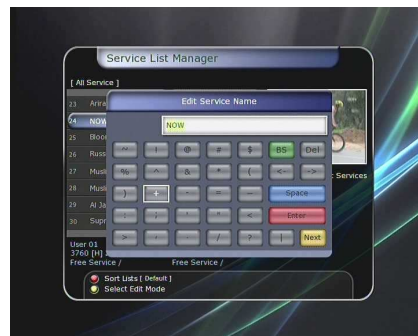 Service List Manager
[ All Service ]
23 Arira
Edit Service Name
24 NOW
NOW
25 Bloo
~ ! @ # $ BS Del
26 Russ
% ^ & * ( <- ->
27 Musi
Services
28 Musi
) + - = Space
29 Al Ja
: ; ' " < Enter
30 Supr
> . / ? | Next
User 01
3760 [H]
Free Service / Free Service /
Sort Lists [ Default ]
Select Edit Mode